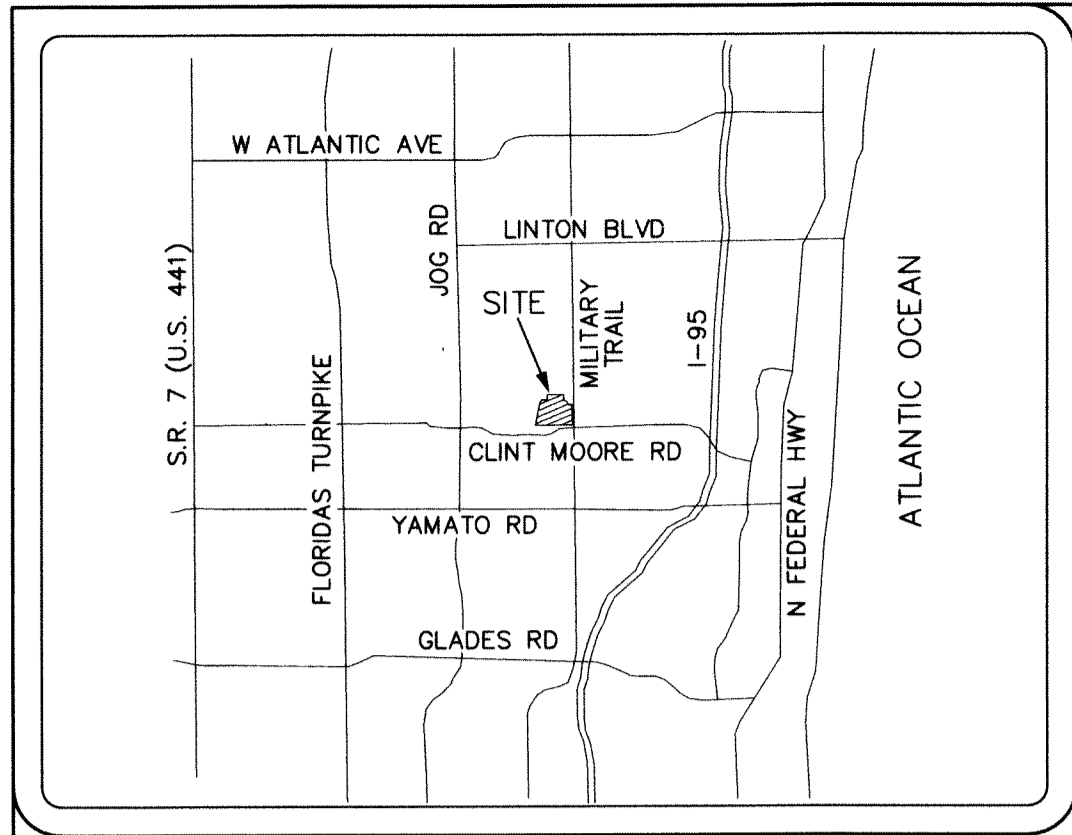 W ATLANTIC AVE
LINTON BLVD
JOG RD
S.R. 7 (U.S. 441)
SITE
MILITARY
TRAIL
I-95
ATLANTIC OCEAN
FLORIDAS TURNPIKE
CLINT MOORE RD
N FEDERAL HWY
YAMATO RD
GLADES RD